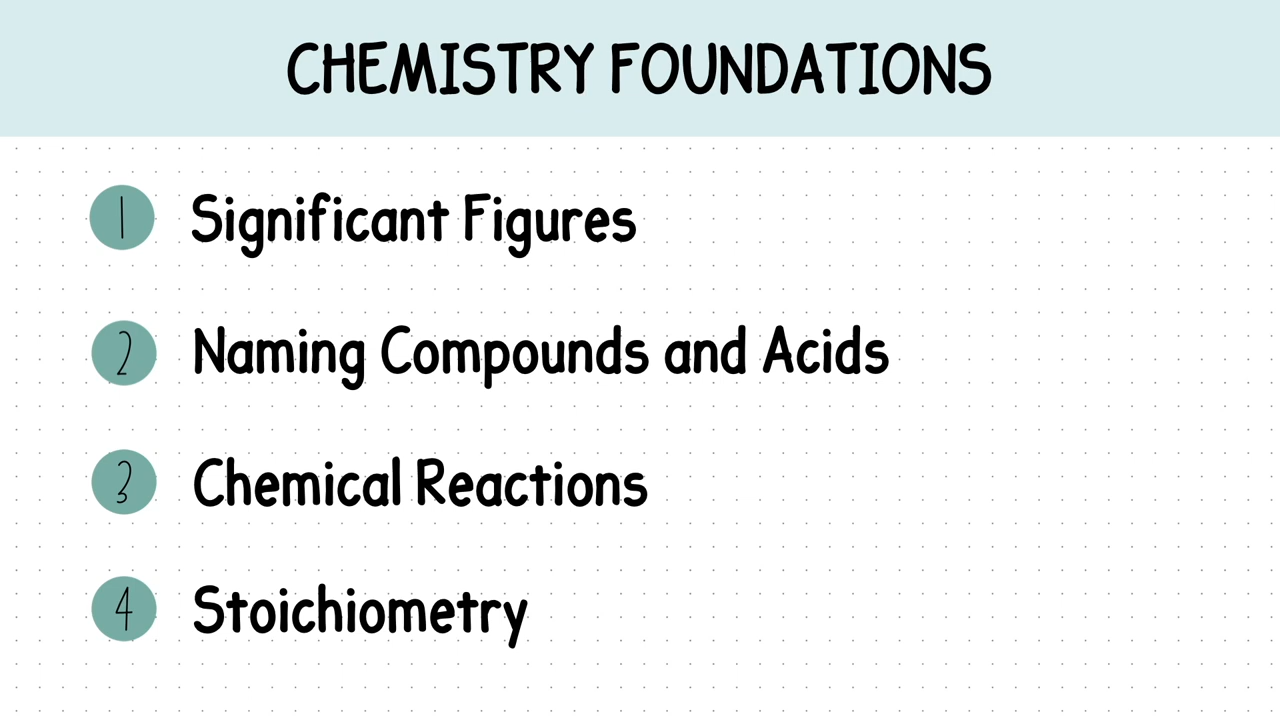 CHEMISTRY FOUNDATIONS
1 Significant Figures
2 Naming Compounds and Acids
3 Chemical Reactions
4 Stoichiometry